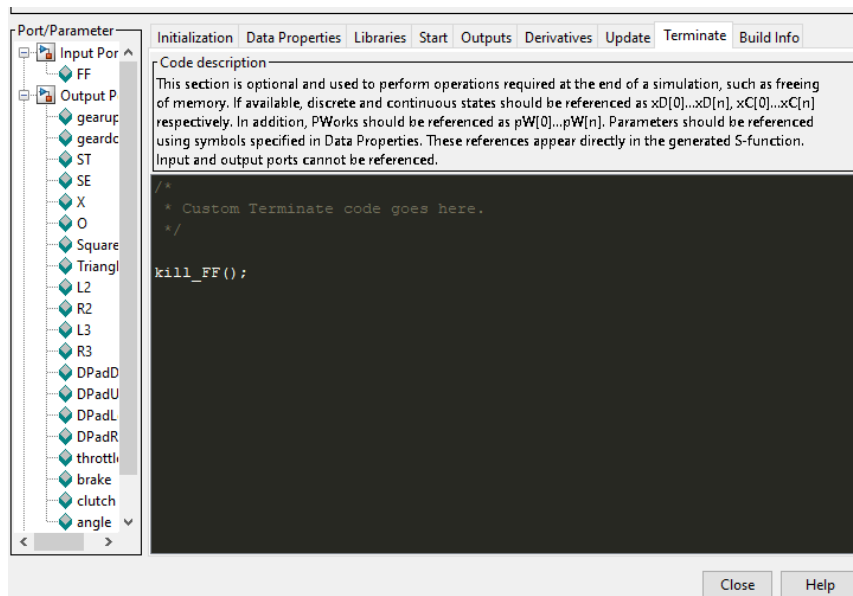 Port/Parameter
Input Por
FF
Output P
gearup
geardc
ST
SE
X
O
Square
Triangl
L2
R2
L3
R3
DPadD
DPadU
DPadL
DPadR
throttl
brake
clutch
angle
Initialization Data Properties Libraries Start Outputs Derivatives Update Terminate Build Info
Code description
This section is optional and used to perform operations required at the end of a simulation, such as freeing
of memory. If available, discrete and continuous states should be referenced as xD[0]...xD[n], xC[0]...xC[n]
respectively. In addition, PWorks should be referenced as pW[0]...pW[n]. Parameters should be referenced
using symbols specified in Data Properties. These references appear directly in the generated S-function.
Input and output ports cannot be referenced.
/*
* Custom Terminate code goes here.
*/
kill_FF();
Close Help